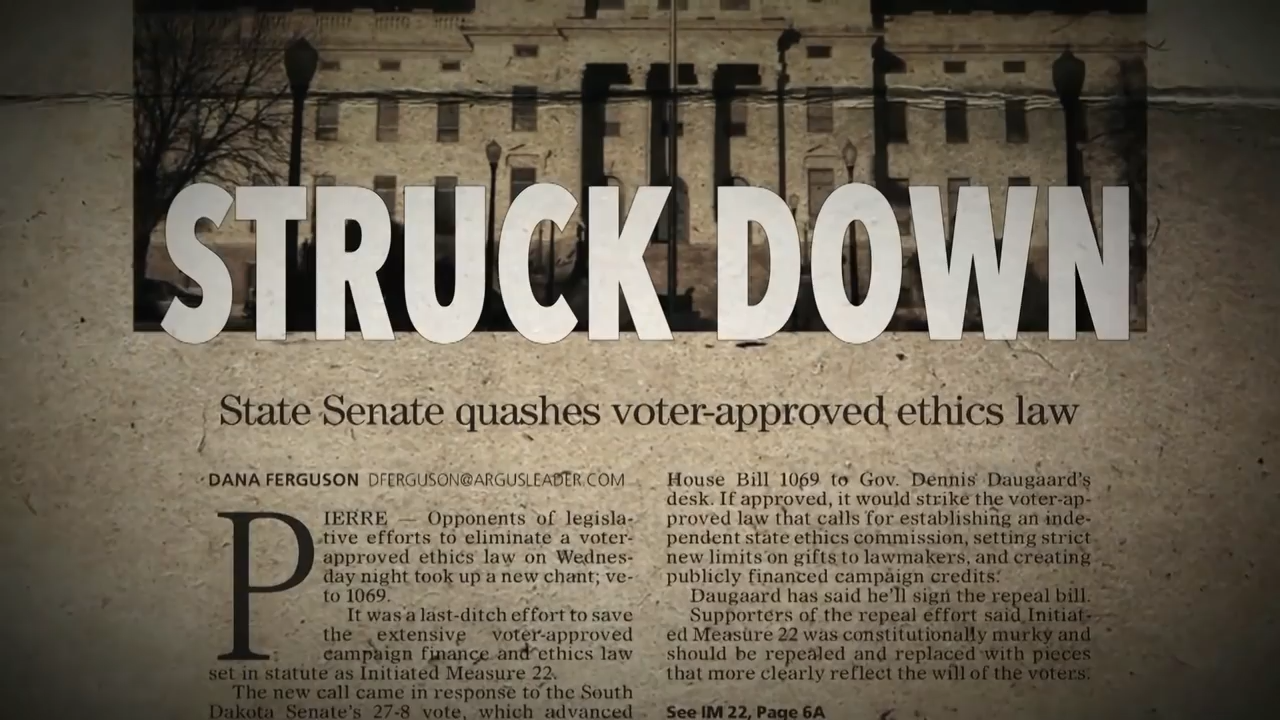 STRUCK DOWN
State Senate quashes voter-approved ethics law
DANA FERGUSON DFERGUSON@ARGUSLEADER.COM
PIERRE — Opponents of legisla-
tive efforts to eliminate a voter-
approved ethics law on Wednes-
day night took up a new chant; ve-
to 1069.
It was a last-ditch effort to save
the extensive voter-approved
campaign finance and ethics law
set in statute as Initiated Measure 22.
The new call came in response to the South
Dakota Senate's 27-8 vote, which advanced
House Bill 1069 to Gov. Dennis Daugaard's
desk. If approved, it would strike the voter-ap-
proved law that calls for establishing an inde-
pendent state ethics commission, setting strict
new limits on gifts to lawmakers, and creating
publicly financed campaign credits.
Daugaard has said he'll sign the repeal bill.
Supporters of the repeal effort said Initiat-
ed Measure 22 was constitutionally murky and
should be repealed and replaced with pieces
that more clearly reflect the will of the voters.
See IM 22, Page 6A